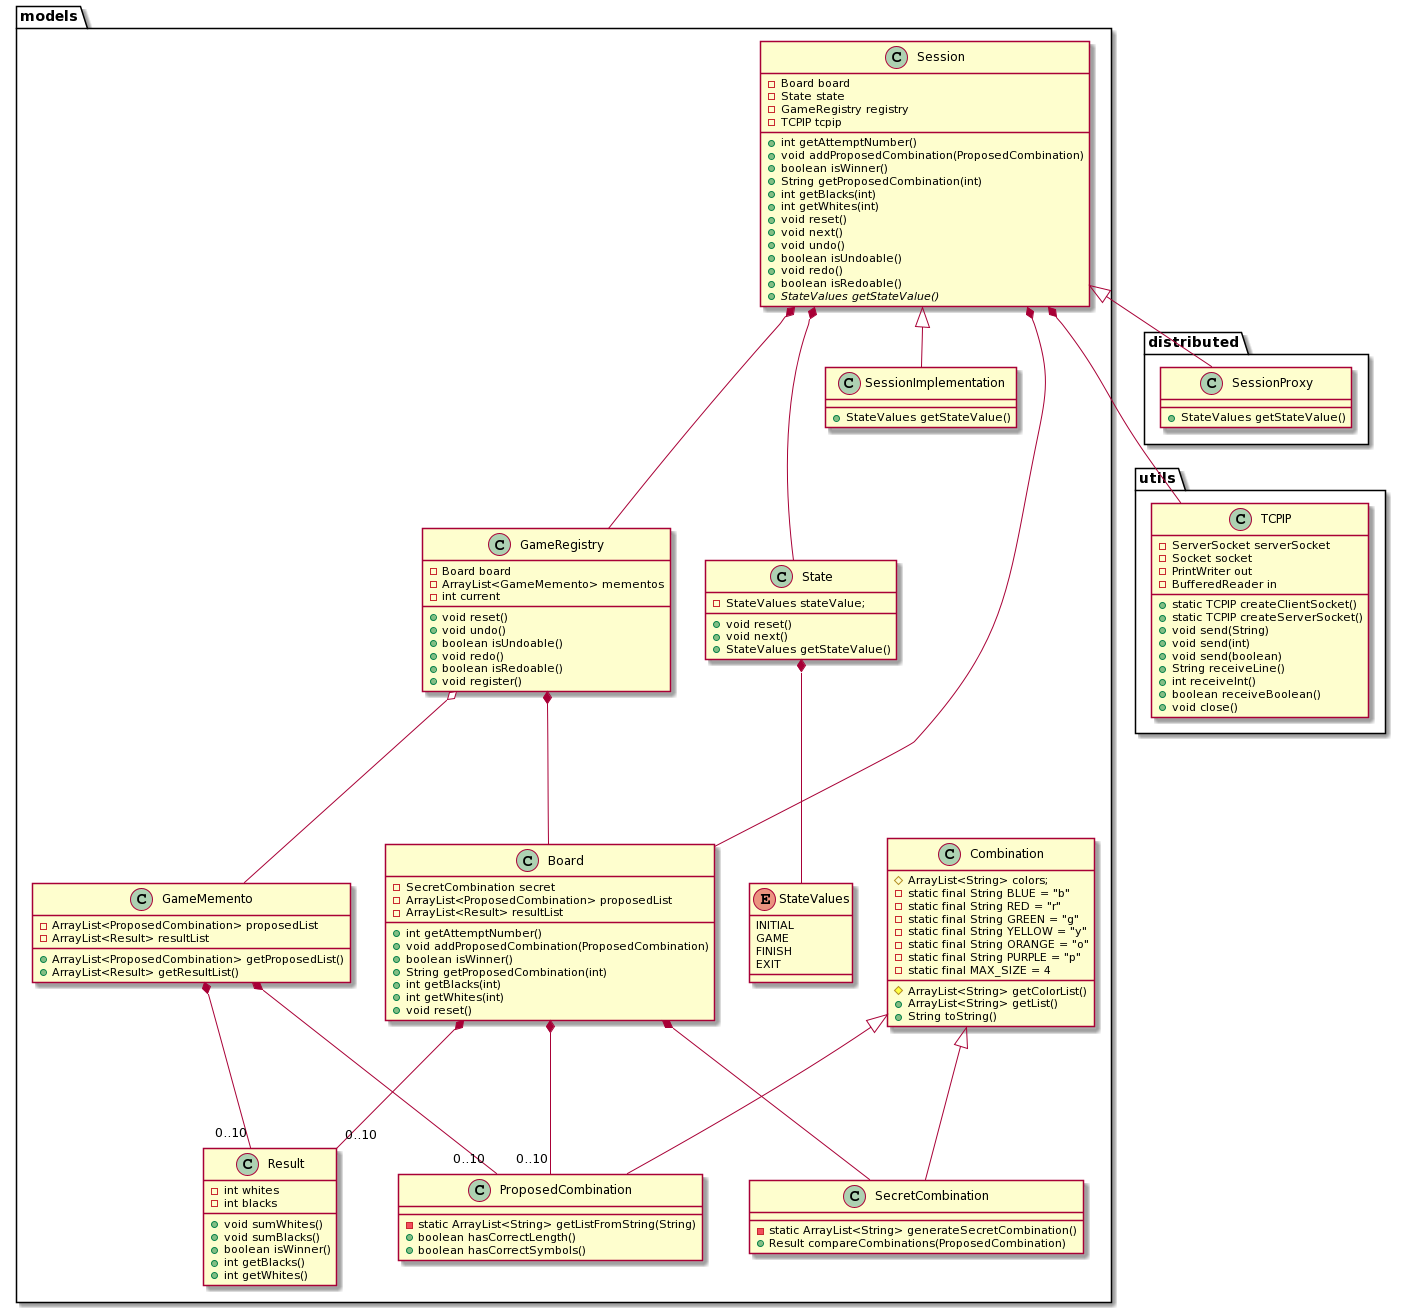 models
C Session
Board board
State state
GameRegistry registry
TCPIP tcpip
int getAttemptNumber()
void addProposedCombination(ProposedCombination)
boolean isWinner()
String getProposedCombination(int)
int getBlacks(int)
int getWhites(int)
void reset()
void next()
void undo()
boolean isUndoable()
void redo()
boolean isRedoable()
StateValues getStateValue()
distributed
C SessionImplementation
StateValues getStateValue()
C SessionProxy
StateValues getStateValue()
utils
C TCPIP
ServerSocket serverSocket
Socket socket
PrintWriter out
BufferedReader in
static TCPIP createClientSocket()
static TCPIP createServerSocket()
void send(String)
void send(int)
void send(boolean)
String receiveLine()
int receiveInt()
boolean receiveBoolean()
void close()
C GameRegistry
Board board
ArrayList<GameMemento> mementos
int current
void reset()
void undo()
boolean isUndoable()
void redo()
boolean isRedoable()
void register()
C State
StateValues stateValue;
void reset()
void next()
StateValues getStateValue()
C GameMemento
ArrayList<ProposedCombination> proposedList
ArrayList<Result> resultList
ArrayList<ProposedCombination> getProposedList()
ArrayList<Result> getResultList()
C Board
SecretCombination secret
ArrayList<ProposedCombination> proposedList
ArrayList<Result> resultList
int getAttemptNumber()
void addProposedCombination(ProposedCombination)
boolean isWinner()
String getProposedCombination(int)
int getBlacks(int)
int getWhites(int)
void reset()
E StateValues
INITIAL
GAME
FINISH
EXIT
C Combination
ArrayList<String> colors;
static final String BLUE = "b"
static final String RED = "r"
static final String GREEN = "g"
static final String YELLOW = "y"
static final String ORANGE = "o"
static final String PURPLE = "p"
static final MAX_SIZE = 4
ArrayList<String> getColorList()
ArrayList<String> getList()
String toString()
0..10
0..10
0..10
0..10
C Result
int whites
int blacks
void sumWhites()
void sumBlacks()
boolean isWinner()
int getBlacks()
int getWhites()
C ProposedCombination
static ArrayList<String> getListFromString(String)
boolean hasCorrectLength()
boolean hasCorrectSymbols()
C SecretCombination
static ArrayList<String> generateSecretCombination()
Result compareCombinations(ProposedCombination)